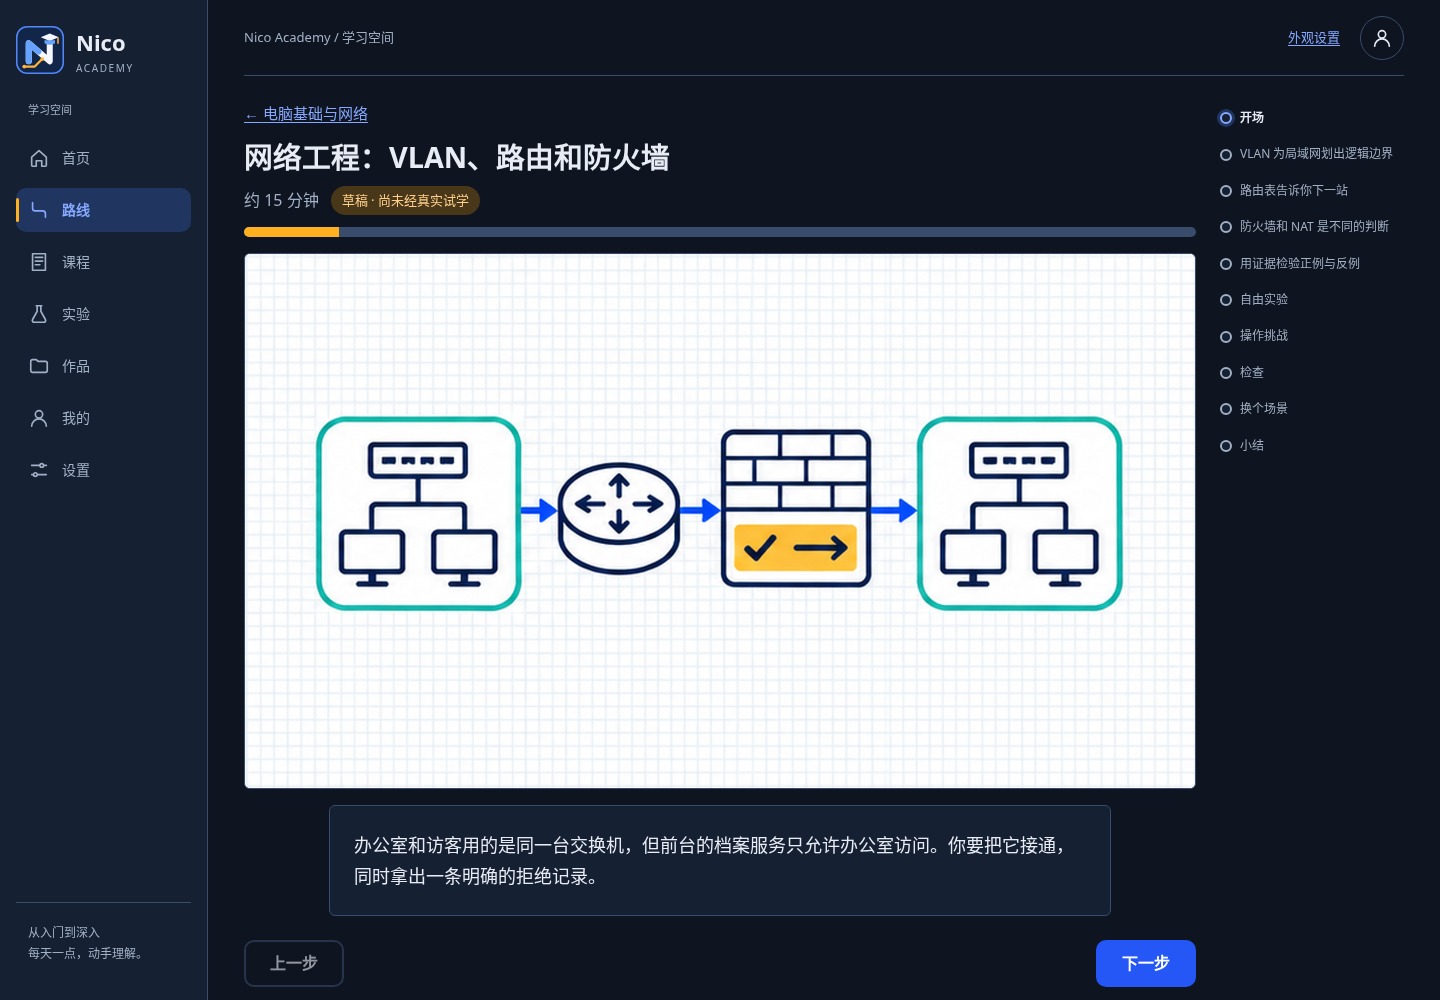 Nico
ACADEMY
学习空间
首页
路线
课程
实验
作品
我的
设置
从入门到深入
每天一点，动手理解。
Nico Academy / 学习空间
外观设置
← 电脑基础与网络
网络工程：VLAN、路由和防火墙
约 15 分钟
草稿 · 尚未经真实试学
办公室和访客用的是同一台交换机，但前台的档案服务只允许办公室访问。你要把它接通，
同时拿出一条明确的拒绝记录。
上一步
下一步
开场
VLAN 为局域网划出逻辑边界
路由表告诉你下一站
防火墙和 NAT 是不同的判断
用证据检验正例与反例
自由实验
操作挑战
检查
换个场景
小结